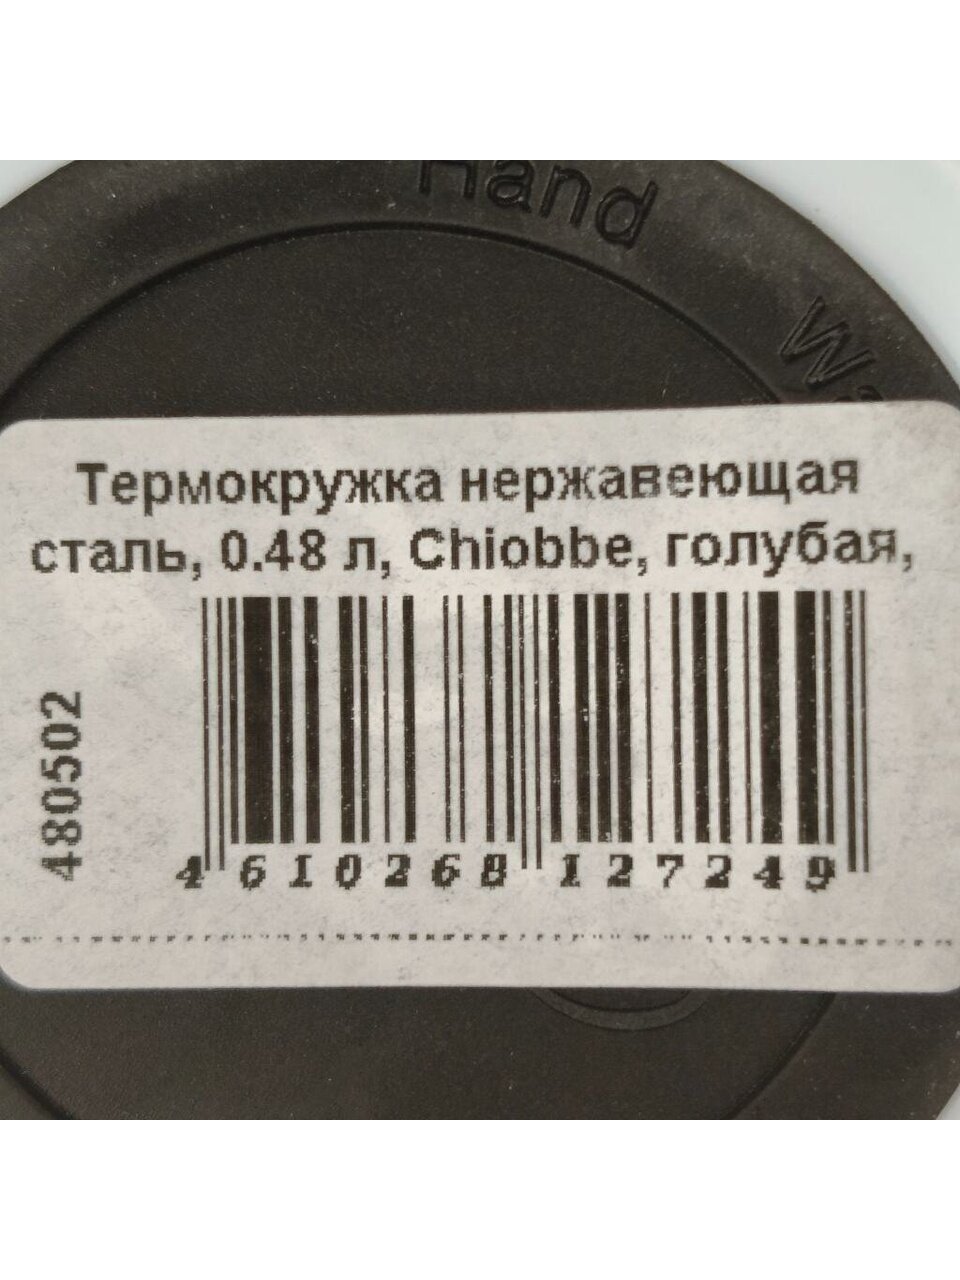 Hand
Термокружка нержавеющая
сталь, 0.48 л, Chiobbe, голубая,
480502
4 610268 127249